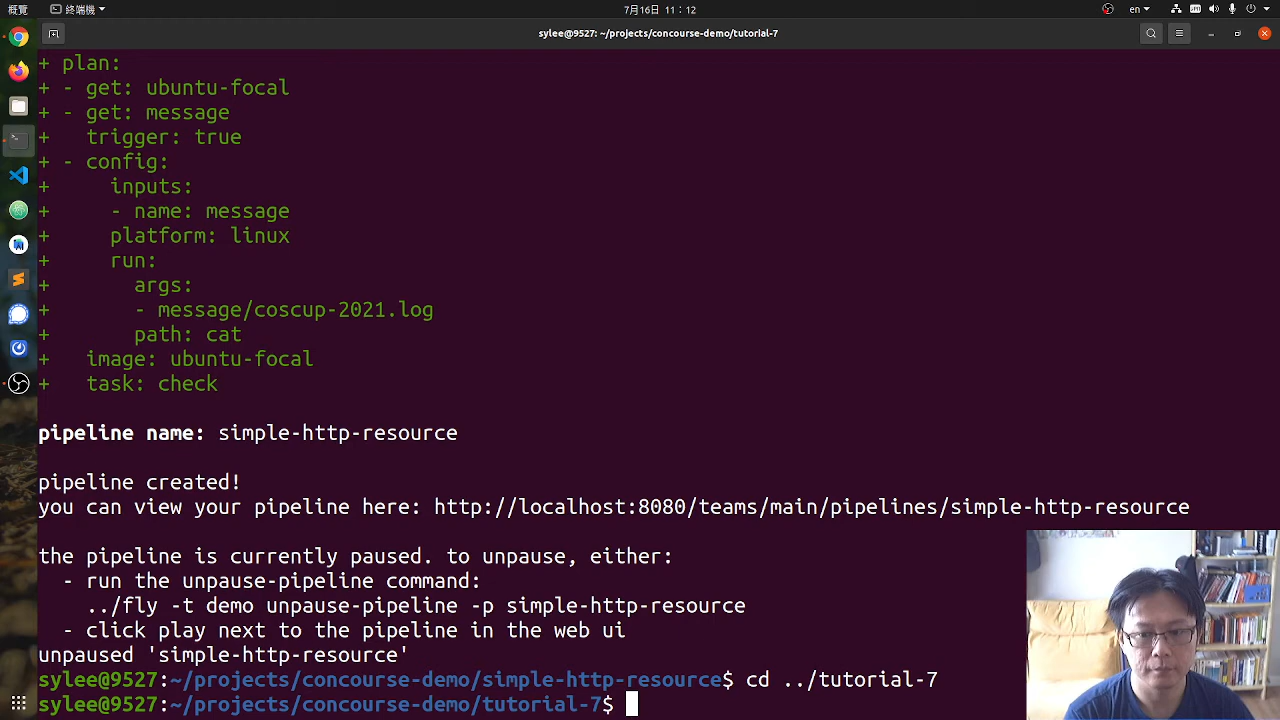 概覧 終端機 7月16日 11:12 en
sylee@9527: ~/projects/concourse-demo/tutorial-7
+ plan:
+ - get: ubuntu-focal
+ - get: message
+   trigger: true
+ - config:
+     inputs:
+     - name: message
+     platform: linux
+     run:
+       args:
+       - message/coscup-2021.log
+       path: cat
+   image: ubuntu-focal
+   task: check
pipeline name: simple-http-resource
pipeline created!
you can view your pipeline here: http://localhost:8080/teams/main/pipelines/simple-http-resource
the pipeline is currently paused. to unpause, either:
  - run the unpause-pipeline command:
    ../fly -t demo unpause-pipeline -p simple-http-resource
  - click play next to the pipeline in the web ui
unpaused 'simple-http-resource'
sylee@9527:~/projects/concourse-demo/simple-http-resource$ cd ../tutorial-7
sylee@9527:~/projects/concourse-demo/tutorial-7$